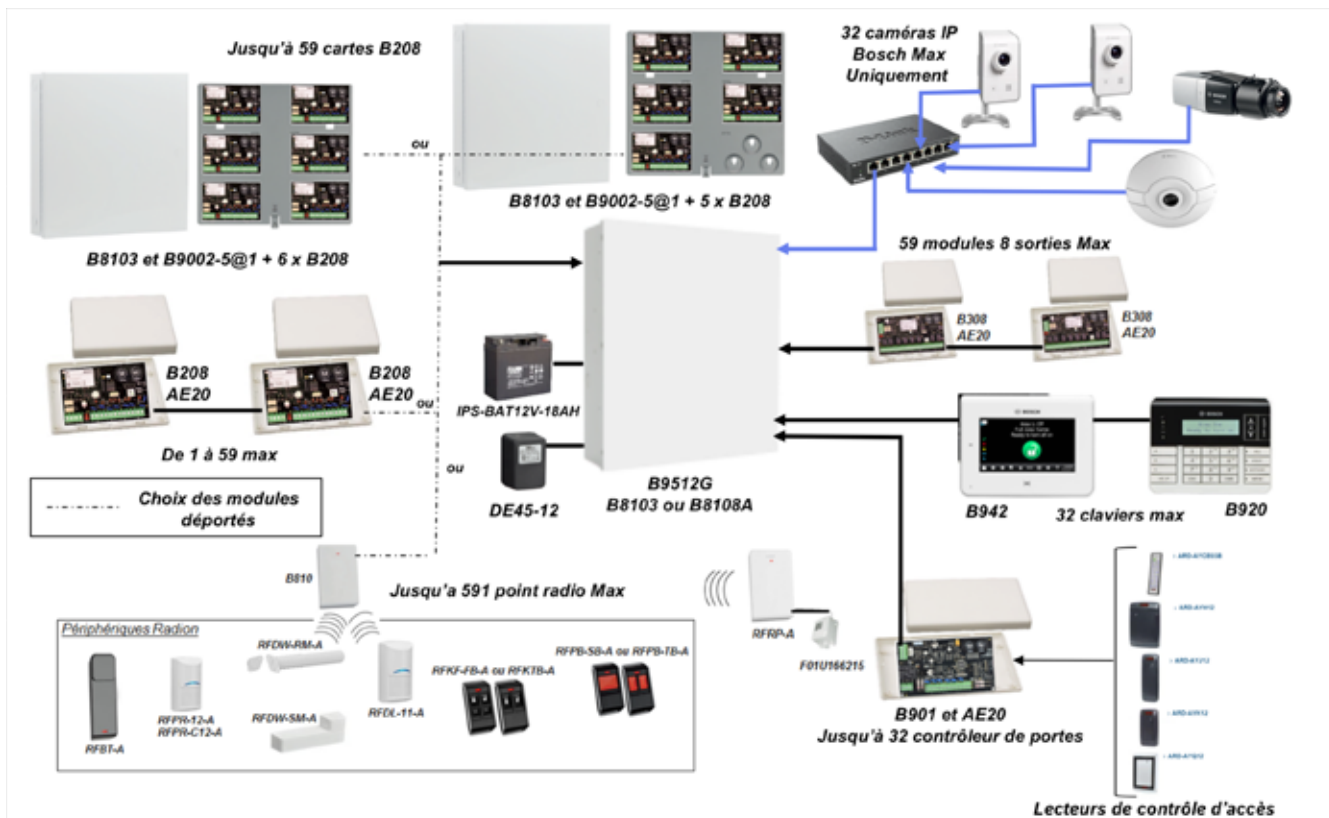 Jusqu'à 59 cartes B208
32 caméras IP
Bosch Max
Uniquement
D-Link
ou
B8103 et B9002-5@1 + 5 x B208
B8103 et B9002-5@1 + 6 x B208
59 modules 8 sorties Max
B308
AE20
B308
AE20
B208
AE20
B208
AE20
ou
IPS-BAT12V-18AH
De 1 à 59 max
ou
Choix des modules
déportés
DE45-12
B9512G
B8103 ou B8108A
BOSCH
B942
32 claviers max
B920
B810
Jusqu'a 591 point radio Max
RFRP-A
F01U166215
Périphériques Radion
RFDW-RM-A
RFBT-A
RFPR-12-A
RFPR-C12-A
RFDW-SM-A
RFDL-11-A
RFKF-FB-A ou RFKTB-A
RFPB-SB-A ou RFPB-TB-A
B901 et AE20
Jusqu'à 32 contrôleur de portes
Lecteurs de contrôle d'accès